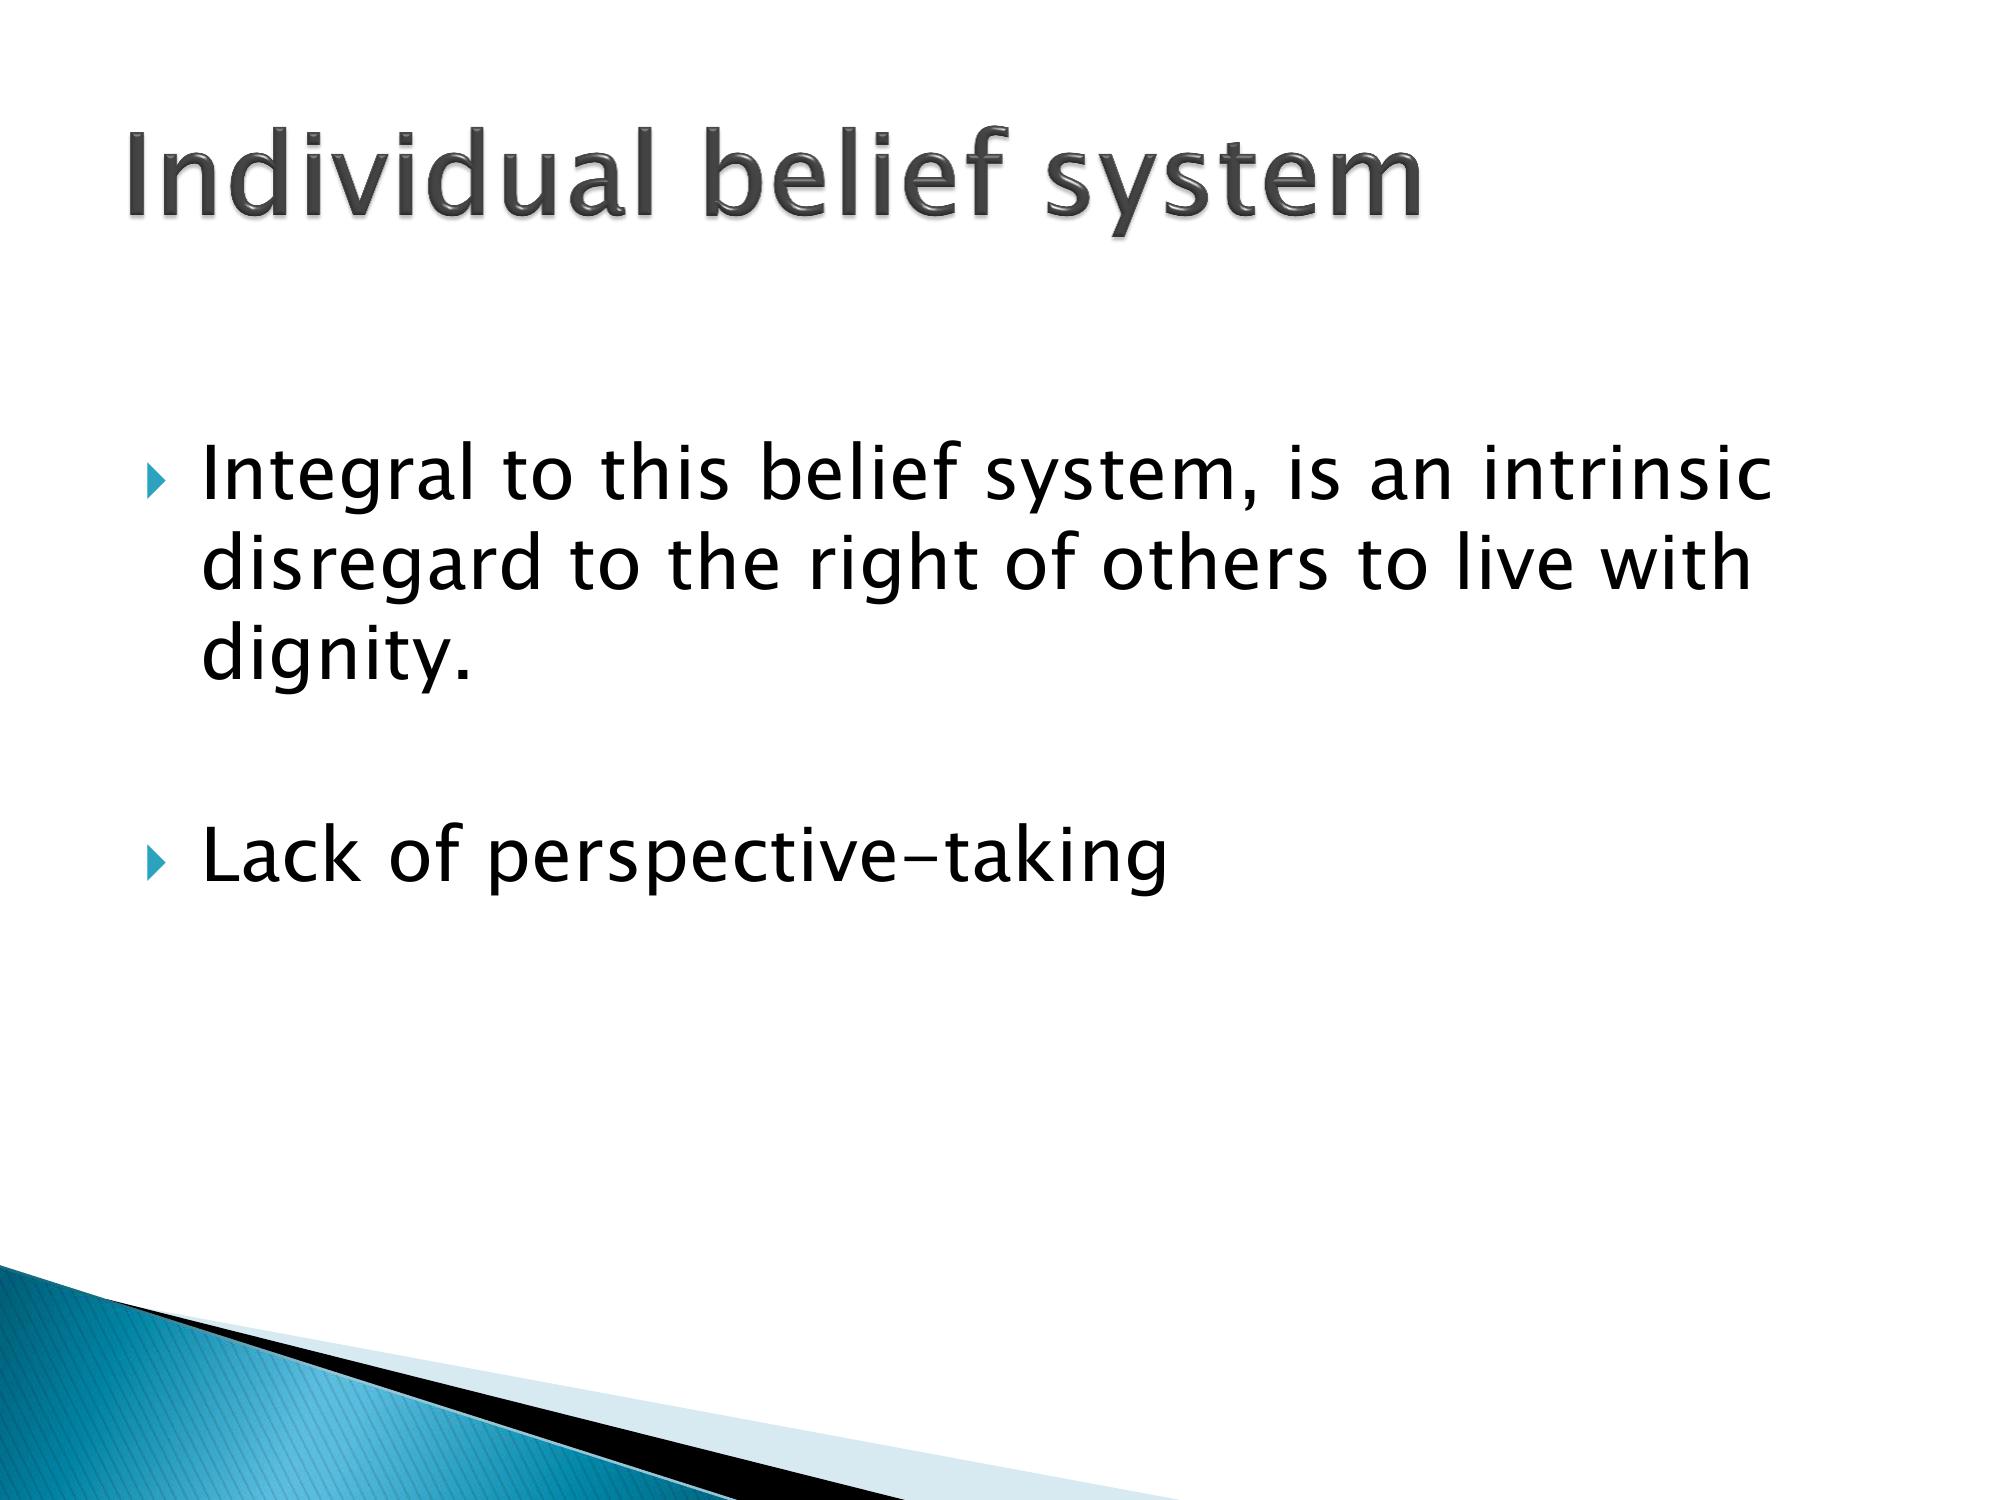 Individual belief system
Integral to this belief system, is an intrinsic
disregard to the right of others to live with
dignity.
Lack of perspective-taking